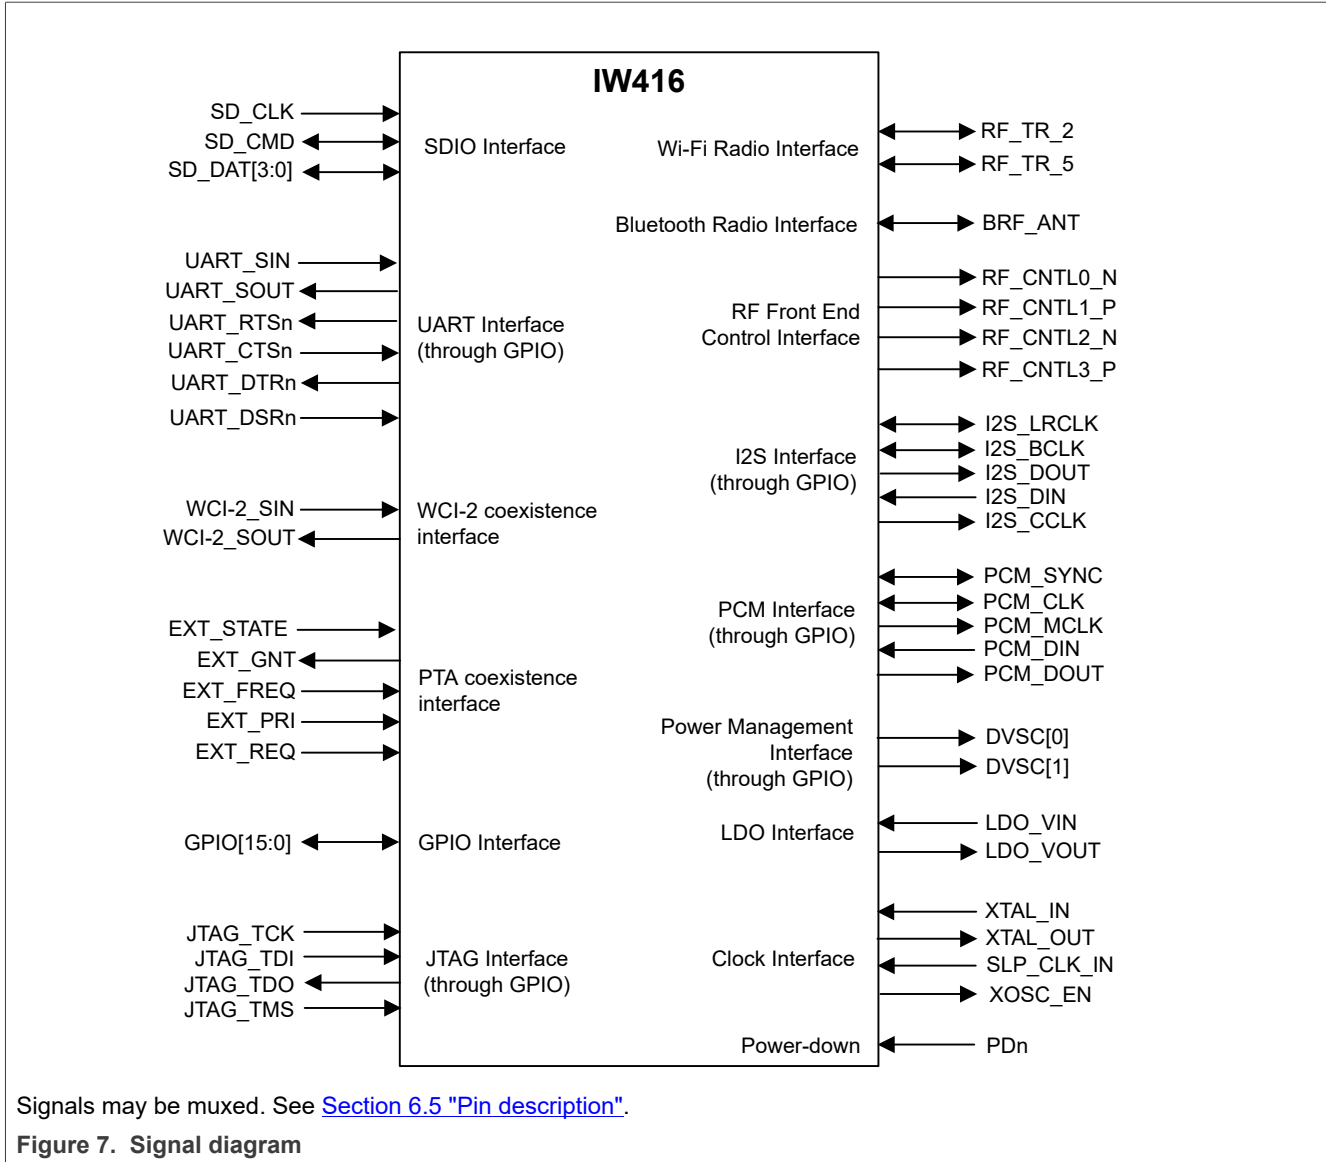 IW416
SD_CLK
SD_CMD
SD_DAT[3:0]
SDIO Interface
UART_SIN
UART_SOUT
UART_RTSn
UART_CTSn
UART_DTRn
UART_DSRn
UART Interface
(through GPIO)
WCI-2_SIN
WCI-2_SOUT
WCI-2 coexistence
interface
EXT_STATE
EXT_GNT
EXT_FREQ
EXT_PRI
EXT_REQ
PTA coexistence
interface
GPIO[15:0]
GPIO Interface
JTAG_TCK
JTAG_TDI
JTAG_TDO
JTAG_TMS
JTAG Interface
(through GPIO)
Wi-Fi Radio Interface
RF_TR_2
RF_TR_5
Bluetooth Radio Interface
BRF_ANT
RF Front End
Control Interface
RF_CNTL0_N
RF_CNTL1_P
RF_CNTL2_N
RF_CNTL3_P
I2S Interface
(through GPIO)
I2S_LRCLK
I2S_BCLK
I2S_DOUT
I2S_DIN
I2S_CCLK
PCM Interface
(through GPIO)
PCM_SYNC
PCM_CLK
PCM_MCLK
PCM_DIN
PCM_DOUT
Power Management
Interface
(through GPIO)
DVSC[0]
DVSC[1]
LDO Interface
LDO_VIN
LDO_VOUT
Clock Interface
XTAL_IN
XTAL_OUT
SLP_CLK_IN
XOSC_EN
Power-down
PDn
Signals may be muxed. See Section 6.5 "Pin description".
Figure 7. Signal diagram